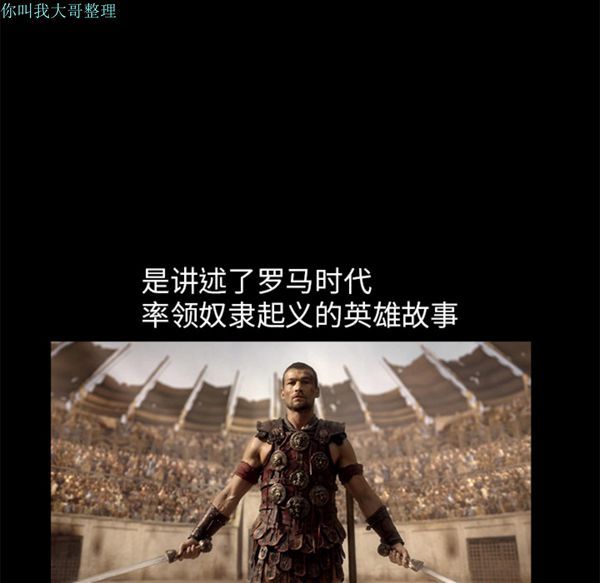 你叫我大哥整理
是讲述了罗马时代
率领奴隶起义的英雄故事